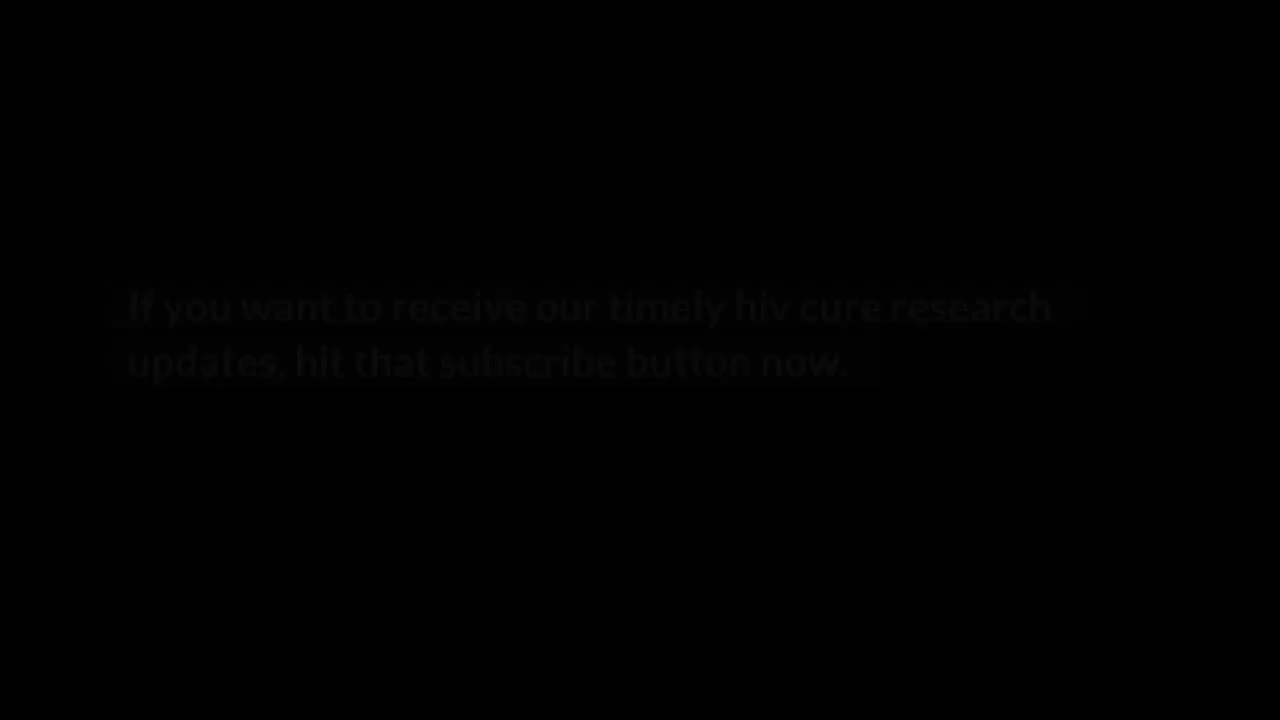 If you want to receive our timely hiv cure research
updates, hit that subscribe button now.